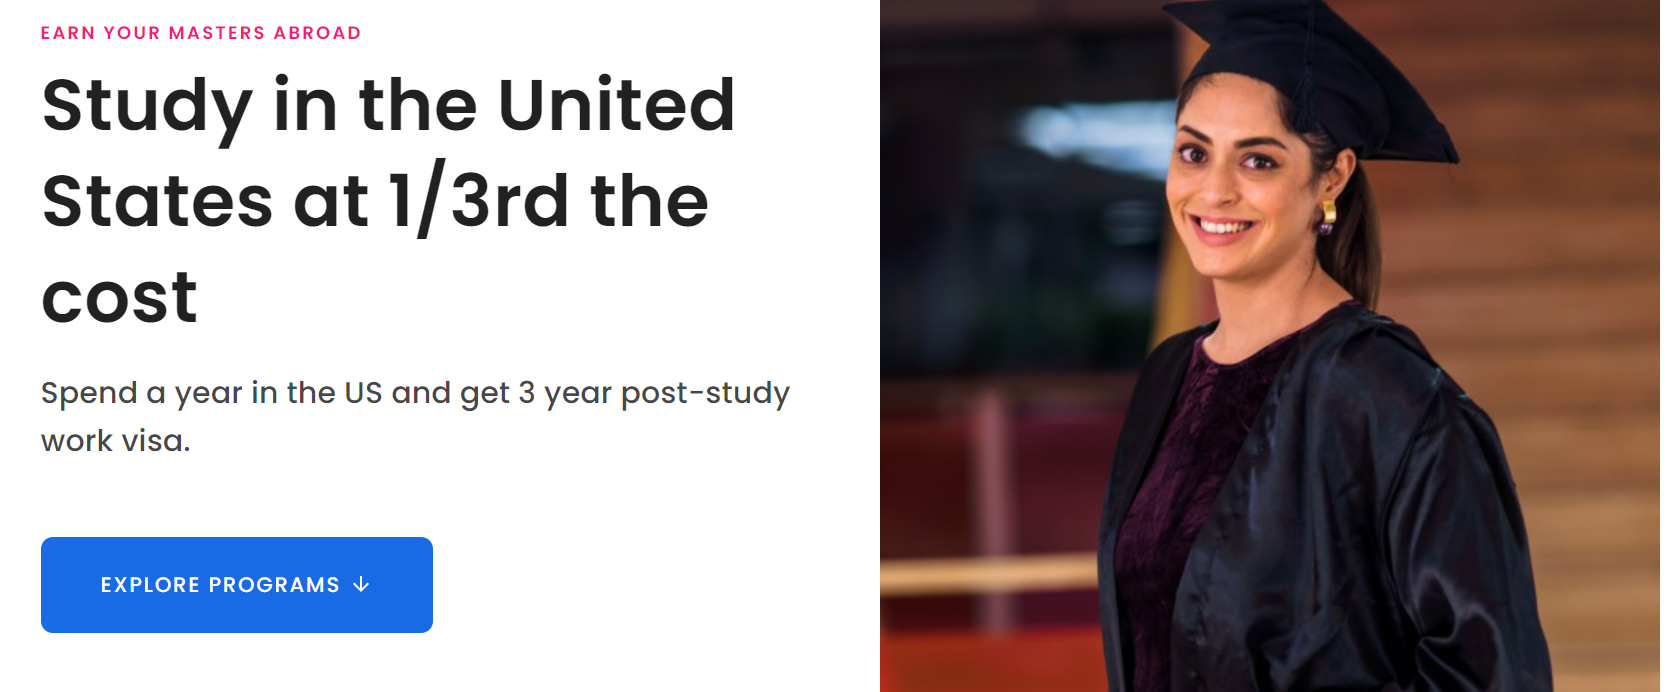 EARN YOUR MASTERS ABROAD
Study in the United
States at 1/3rd the
cost
Spend a year in the US and get 3 year post-study
work visa.
EXPLORE PROGRAMS ↓